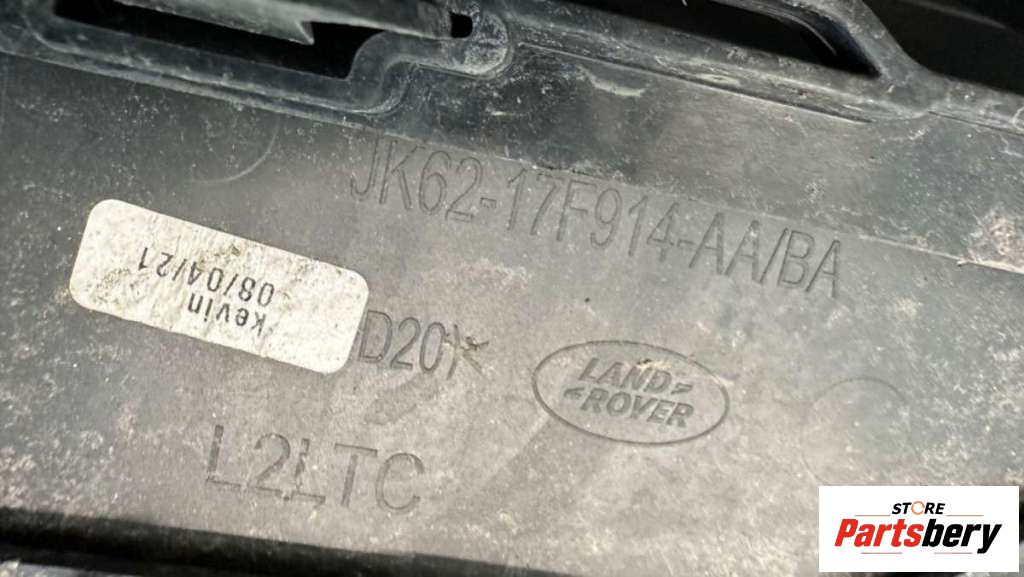 JK62-17F914-AA/BA
kevin
08/04/21
D20
L2LTC
LAND
ROVER
STORE
Partsbery